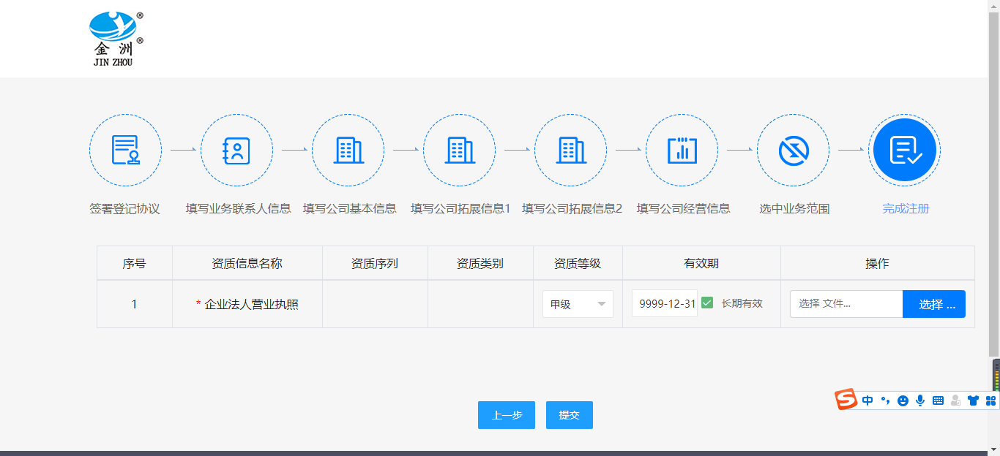 ®
®
金洲
JIN ZHOU
签署登记协议
填写业务联系人信息
填写公司基本信息
填写公司拓展信息1
填写公司拓展信息2
填写公司经营信息
选中业务范围
完成注册
序号 资质信息名称 资质序列 资质类别 资质等级 有效期 操作
1 * 企业法人营业执照 甲级 9999-12-31 长期有效 选择 文件... 选择 ...
S 中
上一步 提交